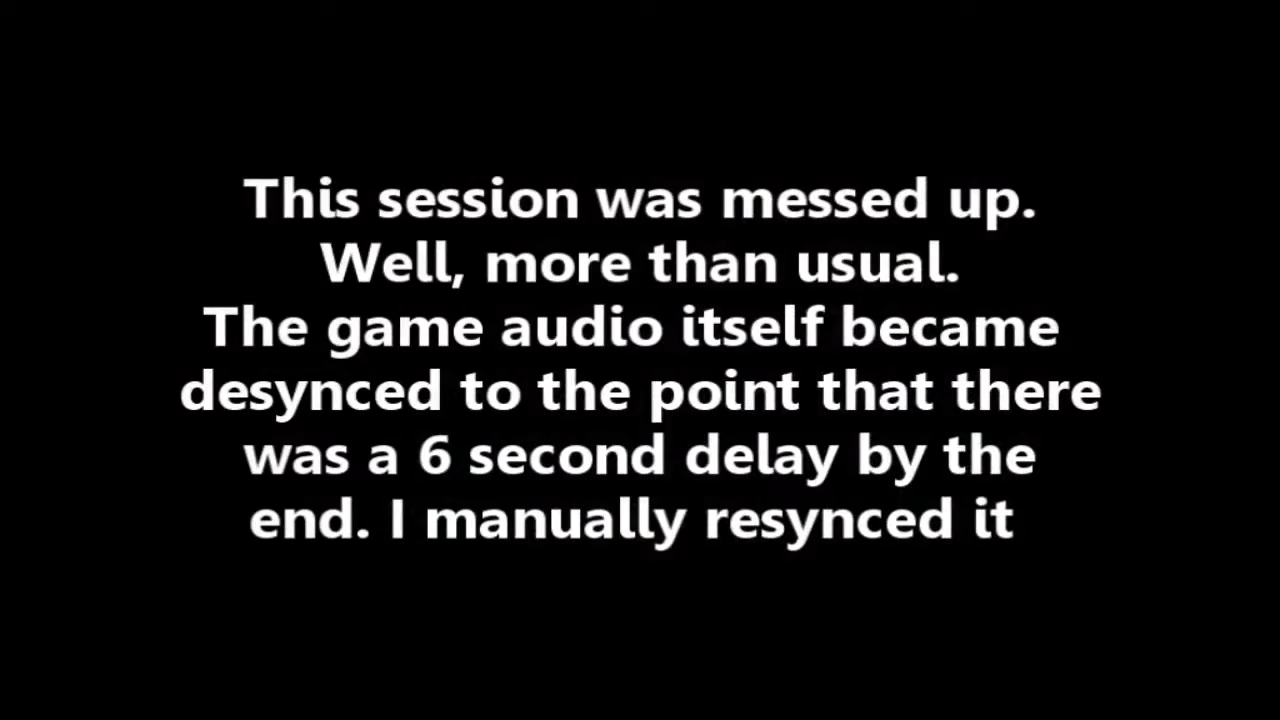 This session was messed up.
Well, more than usual.
The game audio itself became
desynced to the point that there
was a 6 second delay by the
end. I manually resynced it